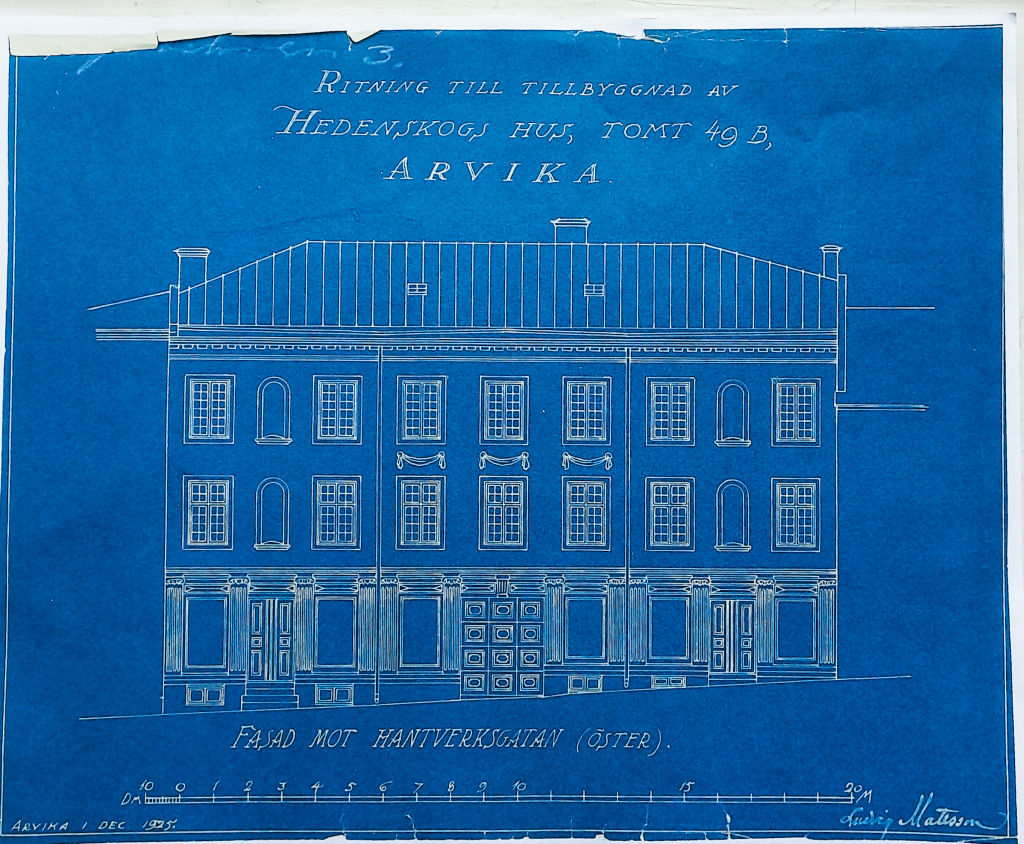 3.
RITNING TILL TILLBYGGNAD AV
HEDENSKOGS HUS, TOMT 49 B,
ARVIKA.
FASAD MOT HANTVERKSGATAN (ÖSTER).
10 0 1 2 3 4 5 6 7 8 9 10 15 20
DM M
ARVIKA 1 DEC. 1925.
Ludvig Mattsson